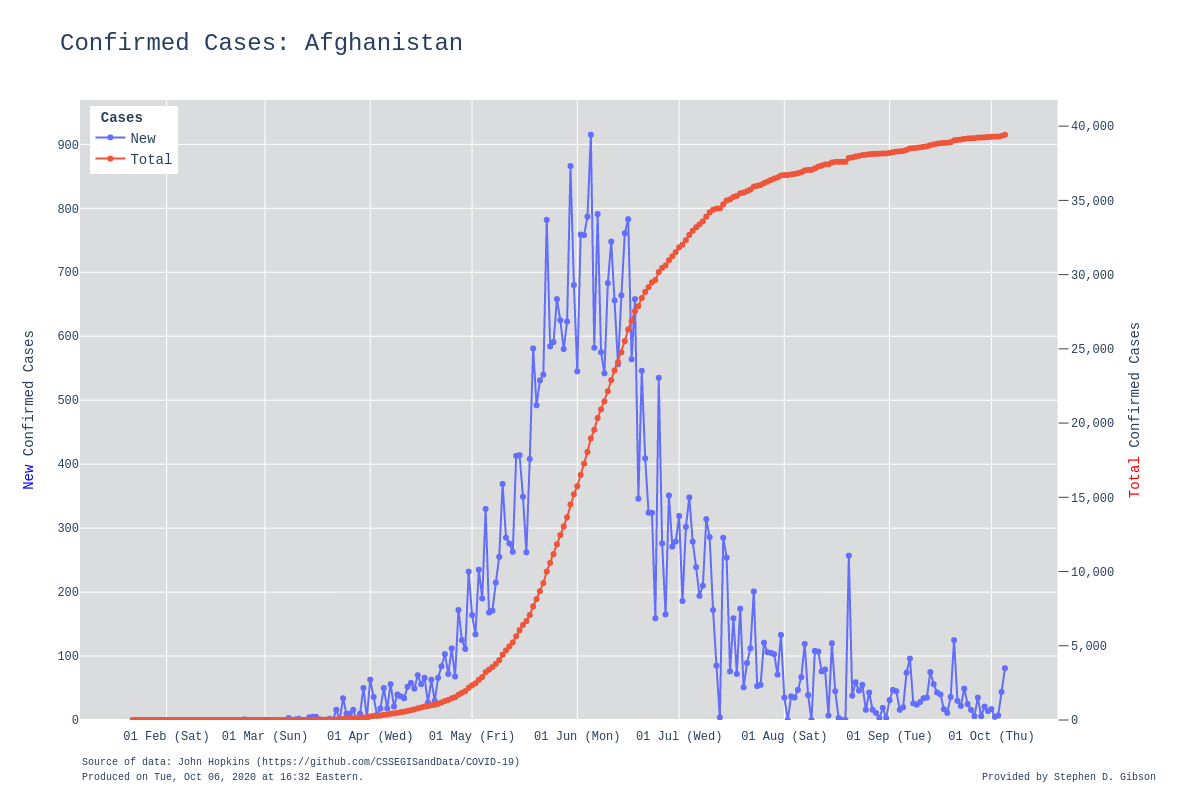 Confirmed Cases: Afghanistan
Cases
New
Total
900
800
700
600
500
400
300
200
100
0
New Confirmed Cases
40,000
35,000
30,000
25,000
20,000
15,000
10,000
5,000
0
Total Confirmed Cases
01 Feb (Sat) 01 Mar (Sun) 01 Apr (Wed) 01 May (Fri) 01 Jun (Mon) 01 Jul (Wed) 01 Aug (Sat) 01 Sep (Tue) 01 Oct (Thu)
Source of data: John Hopkins (https://github.com/CSSEGISandData/COVID-19)
Produced on Tue, Oct 06, 2020 at 16:32 Eastern.
Provided by Stephen D. Gibson